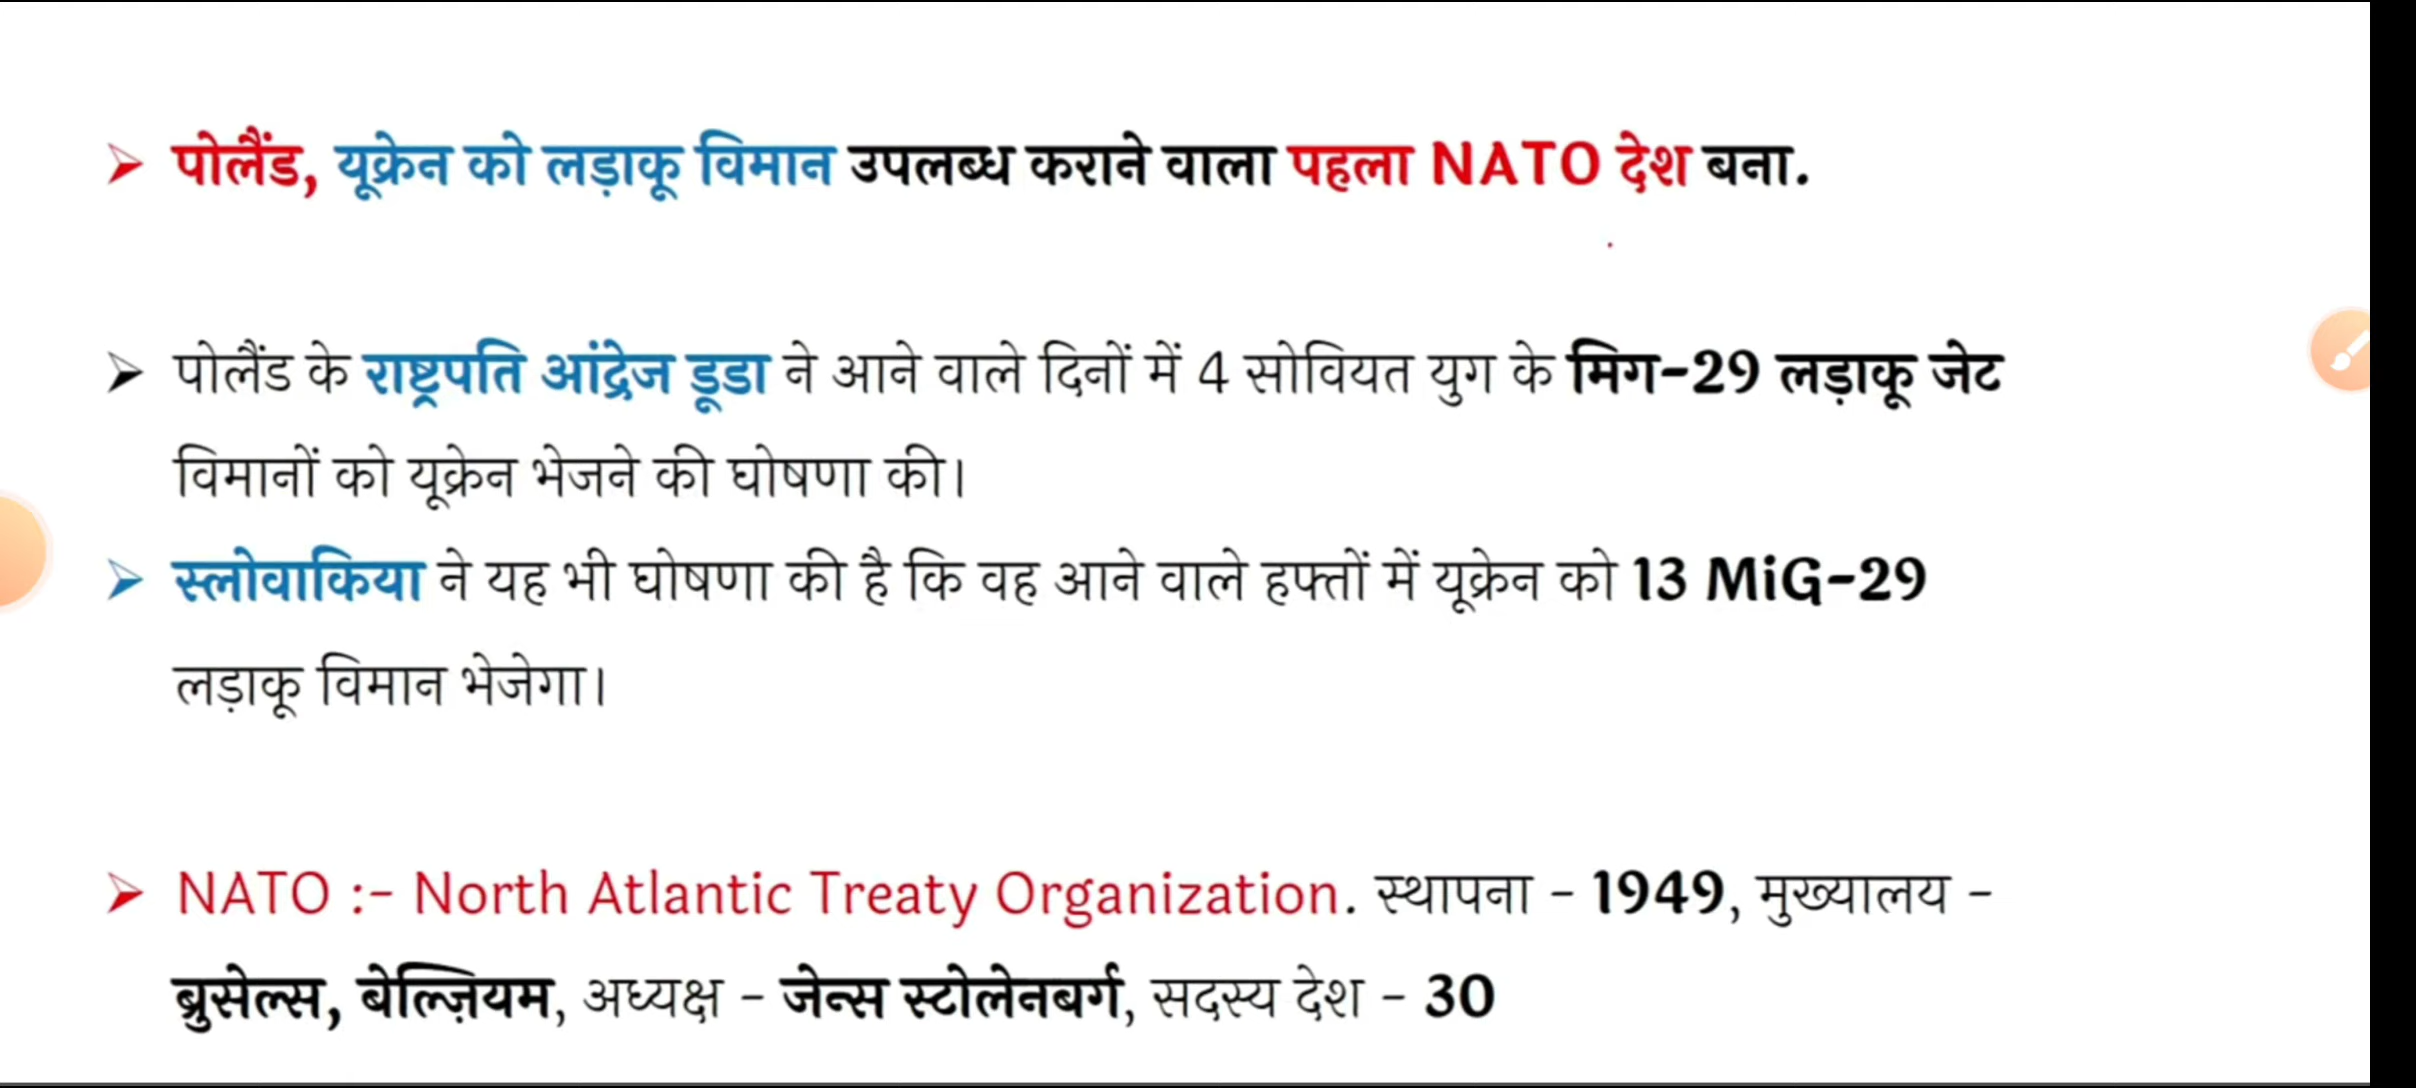 ➢ पोलैंड, यूक्रेन को लड़ाकू विमान उपलब्ध कराने वाला पहला NATO देश बना.
➢ पोलैंड के राष्ट्रपति आंद्रेज डूडा ने आने वाले दिनों में 4 सोवियत युग के मिग-29 लड़ाकू जेट
विमानों को यूक्रेन भेजने की घोषणा की।
➢ स्लोवाकिया ने यह भी घोषणा की है कि वह आने वाले हफ्तों में यूक्रेन को 13 MiG-29
लड़ाकू विमान भेजेगा।
➢ NATO :- North Atlantic Treaty Organization. स्थापना - 1949, मुख्यालय -
ब्रुसेल्स, बेल्ज़ियम, अध्यक्ष - जेन्स स्टोलेनबर्ग, सदस्य देश - 30